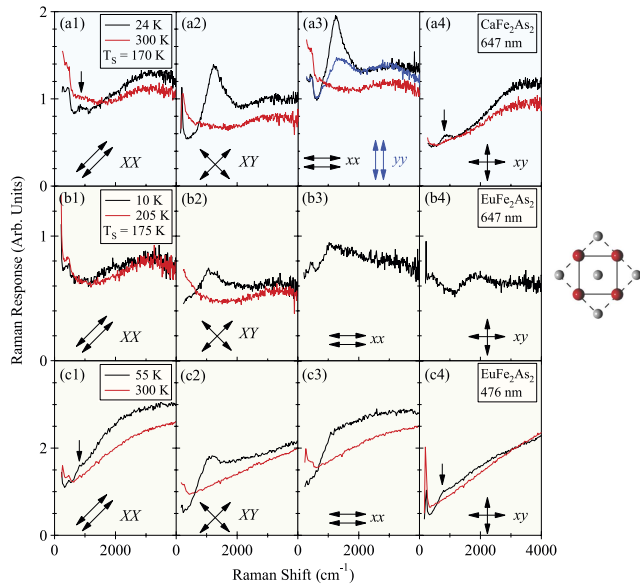 (a1)
24 K
300 K
T_S = 170 K
XX
(a2)
XY
(a3)
xx
yy
(a4)
CaFe₂As₂
647 nm
xy
2
1
0
(b1)
10 K
205 K
T_S = 175 K
XX
(b2)
XY
(b3)
xx
(b4)
EuFe₂As₂
647 nm
xy
1
0
(c1)
55 K
300 K
XX
(c2)
XY
(c3)
xx
(c4)
EuFe₂As₂
476 nm
xy
2
1
0
0 2000 0 2000 0 2000 0 2000 4000
Raman Shift (cm⁻¹)
Raman Response (Arb. Units)